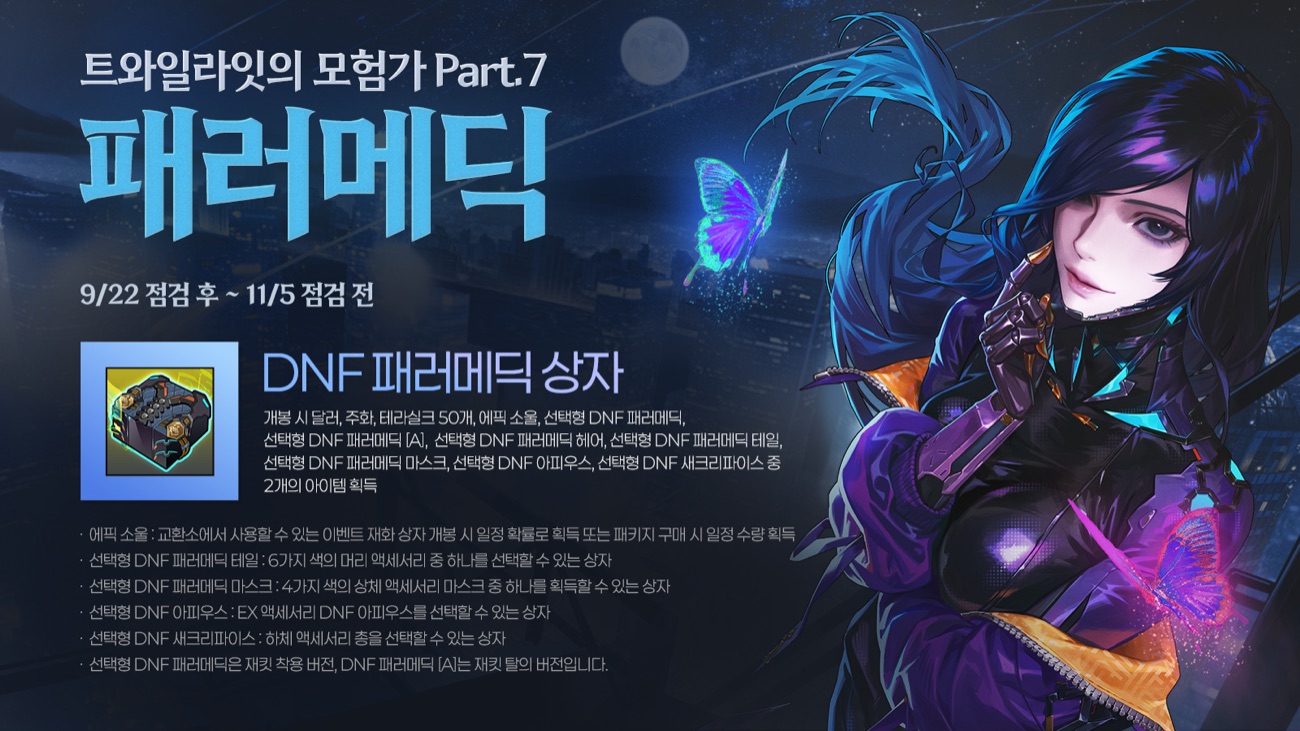 트와일라잇의 모험가 Part.7
패러메딕
9/22 점검 후 ~ 11/5 점검 전
DNF 패러메딕 상자
개봉 시 달러, 주화, 테라실크 50개, 에픽 소울, 선택형 DNF 패러메딕,
선택형 DNF 패러메딕 [A], 선택형 DNF 패러메딕 헤어, 선택형 DNF 패러메딕 테일,
선택형 DNF 패러메딕 마스크, 선택형 DNF 아피우스, 선택형 DNF 새크리파이스 중
2개의 아이템 획득
· 에픽 소울 : 교환소에서 사용할 수 있는 이벤트 재화 상자 개봉 시 일정 확률로 획득 또는 패키지 구매 시 일정 수량 획득
· 선택형 DNF 패러메딕 테일 : 6가지 색의 머리 액세서리 중 하나를 선택할 수 있는 상자
· 선택형 DNF 패러메딕 마스크 : 4가지 색의 상체 액세서리 마스크 중 하나를 획득할 수 있는 상자
· 선택형 DNF 아피우스 : EX 액세서리 DNF 아피우스를 선택할 수 있는 상자
· 선택형 DNF 새크리파이스 : 하체 액세서리 총을 선택할 수 있는 상자
· 선택형 DNF 패러메딕은 재킷 착용 버전, DNF 패러메딕 [A]는 재킷 탈의 버전입니다.